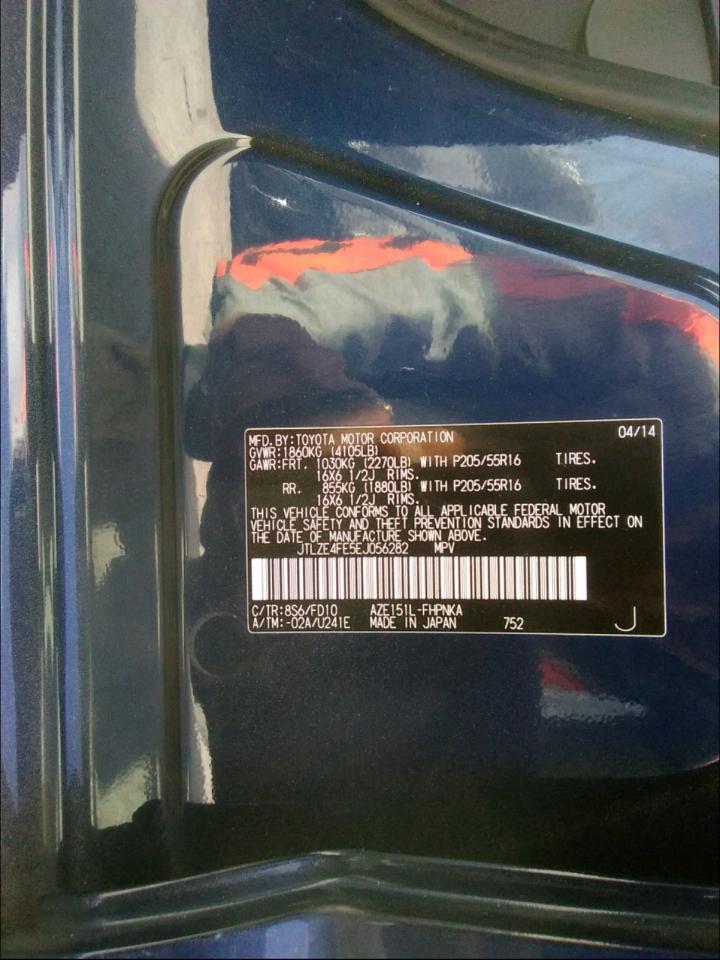 MFD.BY:TOYOTA MOTOR CORPORATION 04/14
GVWR:1860KG (4105LB)
GAWR:FRT. 1030KG (2270LB) WITH P205/55R16 TIRES.
16X6 1/2J RIMS.
RR. 855KG (1880LB) WITH P205/55R16 TIRES.
16X6 1/2J RIMS.
THIS VEHICLE CONFORMS TO ALL APPLICABLE FEDERAL MOTOR
VEHICLE SAFETY AND THEFT PREVENTION STANDARDS IN EFFECT ON
THE DATE OF MANUFACTURE SHOWN ABOVE.
JTLZE4FE5EJ056282 MPV
C/TR:8S6/FD10 AZE151L-FHPNKA
A/TM:-02A/U241E MADE IN JAPAN 752 J